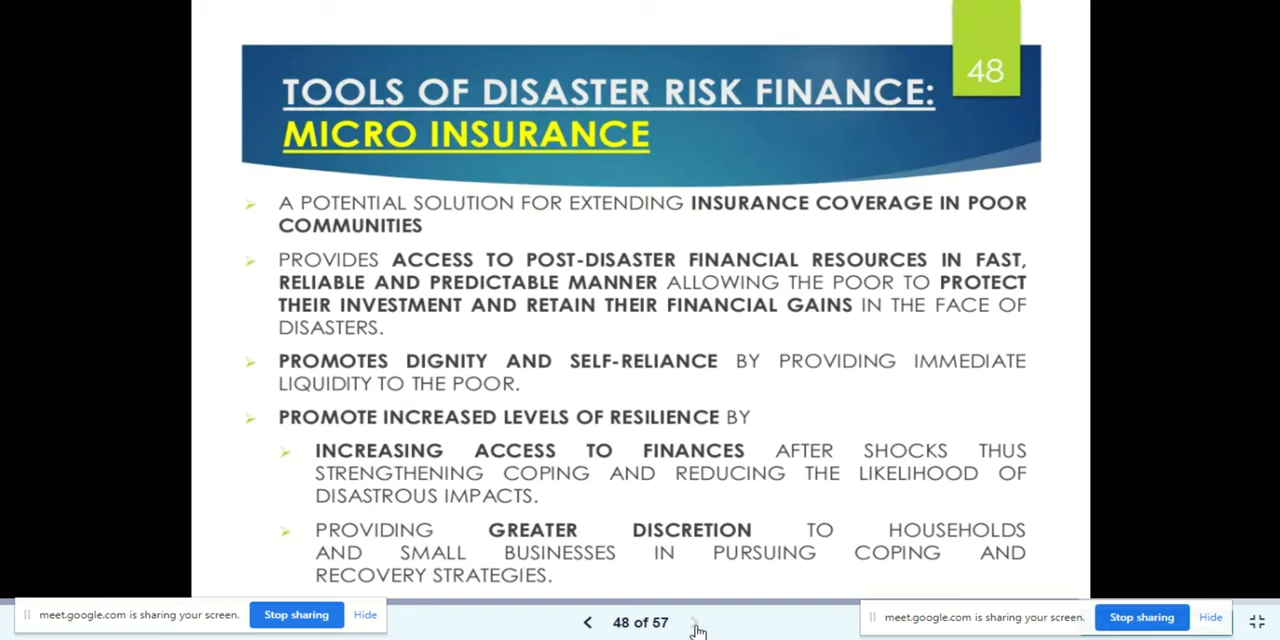 48
TOOLS OF DISASTER RISK FINANCE:
MICRO INSURANCE
A POTENTIAL SOLUTION FOR EXTENDING INSURANCE COVERAGE IN POOR
COMMUNITIES
PROVIDES ACCESS TO POST-DISASTER FINANCIAL RESOURCES IN FAST,
RELIABLE AND PREDICTABLE MANNER ALLOWING THE POOR TO PROTECT
THEIR INVESTMENT AND RETAIN THEIR FINANCIAL GAINS IN THE FACE OF
DISASTERS.
PROMOTES DIGNITY AND SELF-RELIANCE BY PROVIDING IMMEDIATE
LIQUIDITY TO THE POOR.
PROMOTE INCREASED LEVELS OF RESILIENCE BY
INCREASING ACCESS TO FINANCES AFTER SHOCKS THUS
STRENGTHENING COPING AND REDUCING THE LIKELIHOOD OF
DISASTROUS IMPACTS.
PROVIDING GREATER DISCRETION TO HOUSEHOLDS
AND SMALL BUSINESSES IN PURSUING COPING AND
RECOVERY STRATEGIES.
meet.google.com is sharing your screen. Stop sharing Hide
48 of 57
meet.google.com is sharing your screen. Stop sharing Hide